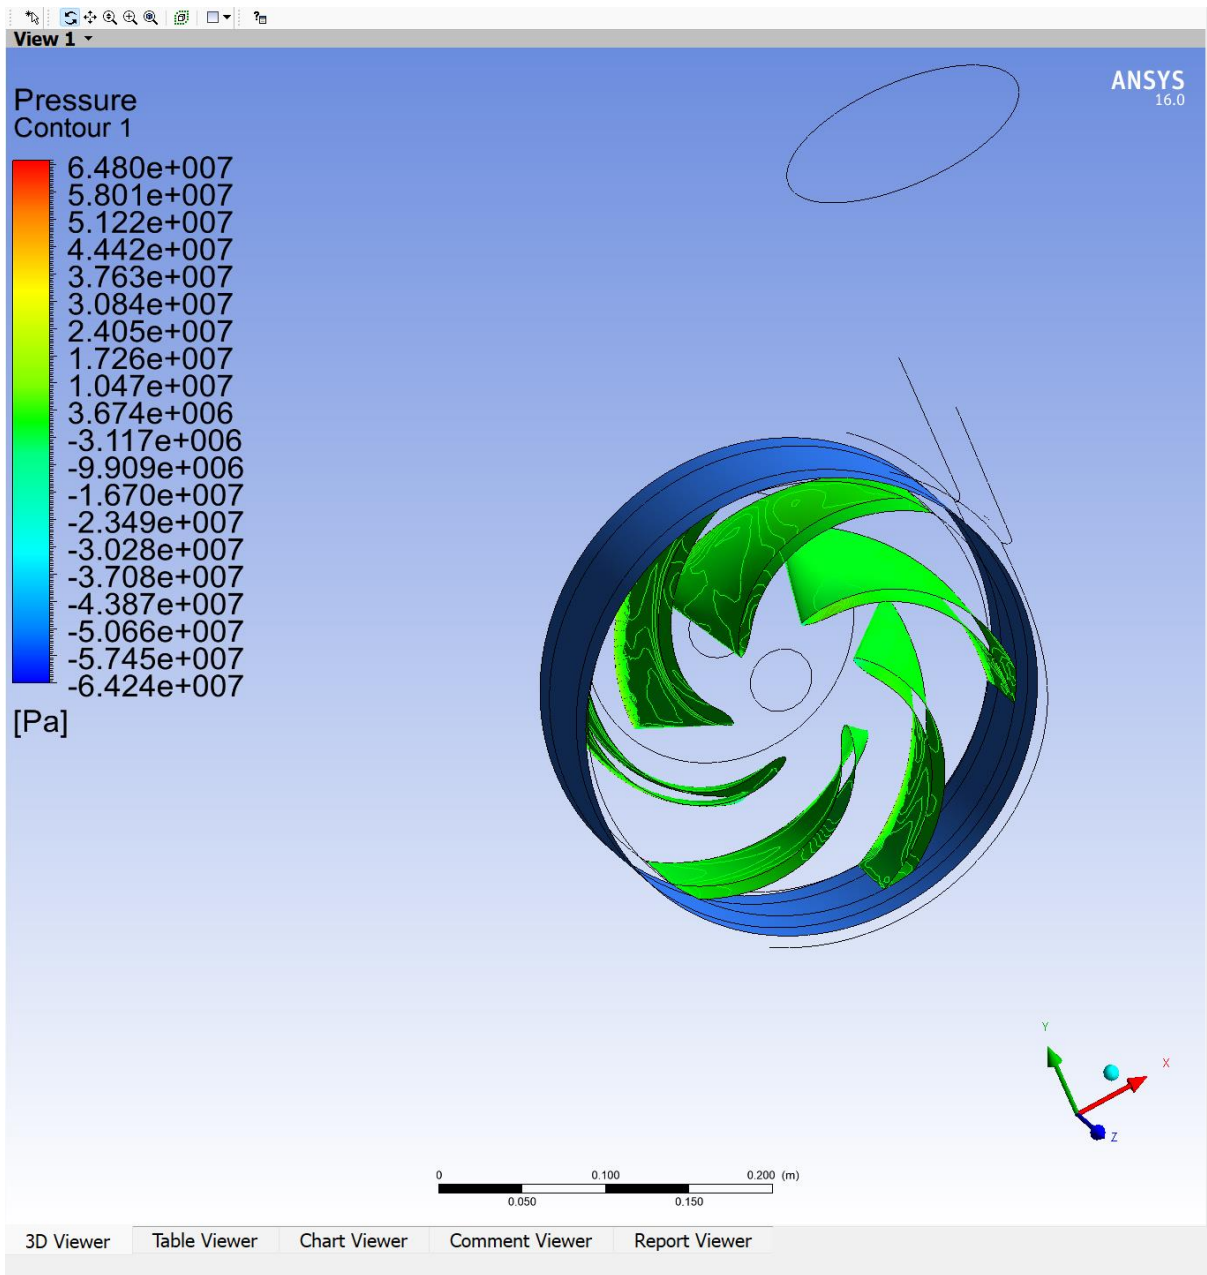 View 1
ANSYS
16.0
Pressure
Contour 1
6.480e+007
5.801e+007
5.122e+007
4.442e+007
3.763e+007
3.084e+007
2.405e+007
1.726e+007
1.047e+007
3.674e+006
-3.117e+006
-9.909e+006
-1.670e+007
-2.349e+007
-3.028e+007
-3.708e+007
-4.387e+007
-5.066e+007
-5.745e+007
-6.424e+007
[Pa]
Y
X
Z
0 0.100 0.200 (m)
0.050 0.150
3D Viewer Table Viewer Chart Viewer Comment Viewer Report Viewer